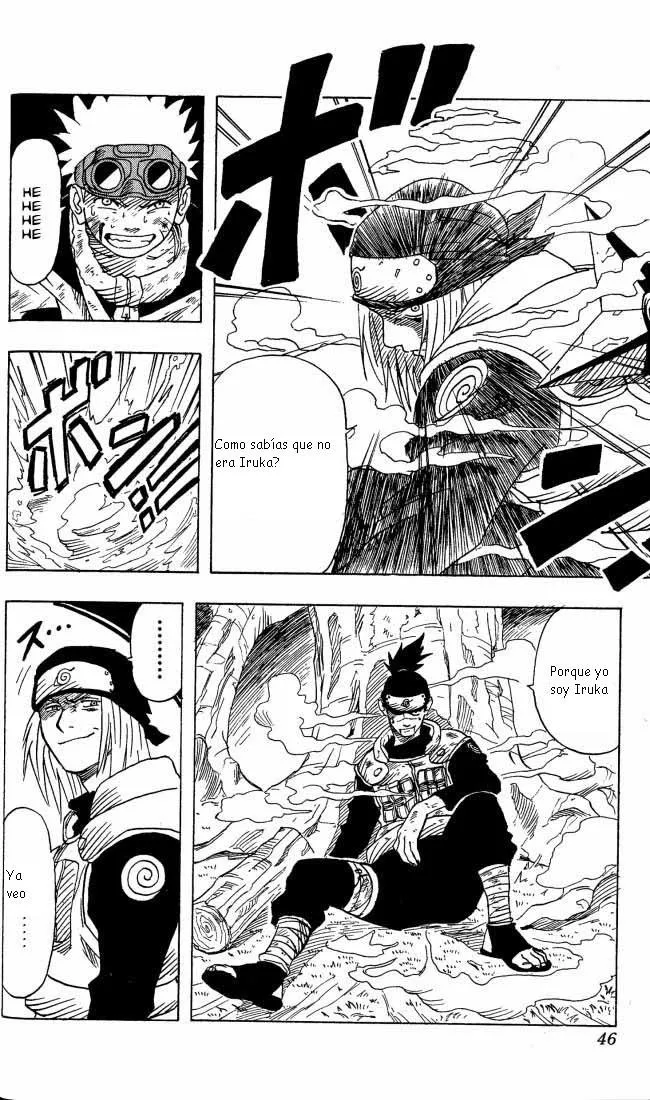 HE
HE
HE
HE
ボ
ボンッ
Como sabías que no
era Iruka?
ス...
.........
Ya
veo
......
Porque yo
soy Iruka
46